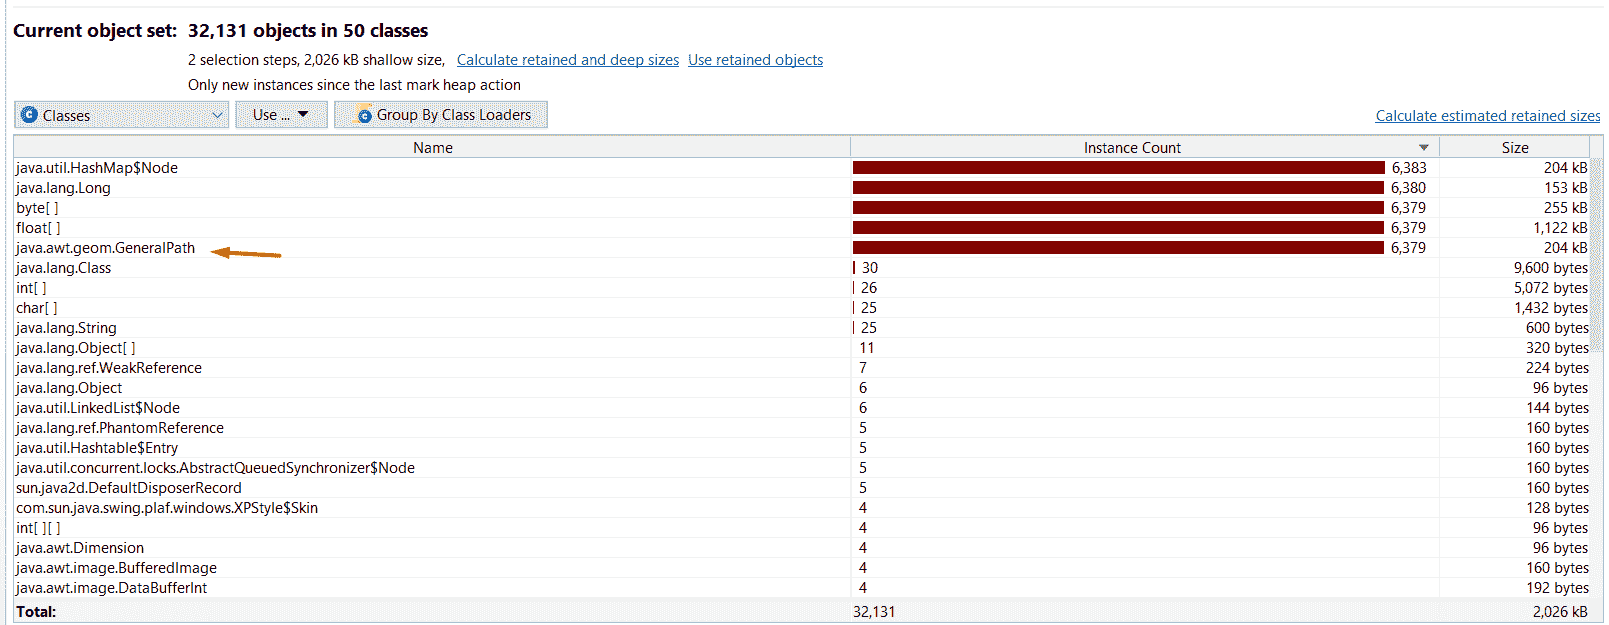 Current object set: 32,131 objects in 50 classes
2 selection steps, 2,026 kB shallow size, Calculate retained and deep sizes Use retained objects
Only new instances since the last mark heap action
Classes Use ... Group By Class Loaders Calculate estimated retained sizes
Name Instance Count Size
java.util.HashMap$Node 6,383 204 kB
java.lang.Long 6,380 153 kB
byte[ ] 6,379 255 kB
float[ ] 6,379 1,122 kB
java.awt.geom.GeneralPath 6,379 204 kB
java.lang.Class 30 9,600 bytes
int[ ] 26 5,072 bytes
char[ ] 25 1,432 bytes
java.lang.String 25 600 bytes
java.lang.Object[ ] 11 320 bytes
java.lang.ref.WeakReference 7 224 bytes
java.lang.Object 6 96 bytes
java.util.LinkedList$Node 6 144 bytes
java.lang.ref.PhantomReference 5 160 bytes
java.util.Hashtable$Entry 5 160 bytes
java.util.concurrent.locks.AbstractQueuedSynchronizer$Node 5 160 bytes
sun.java2d.DefaultDisposerRecord 5 160 bytes
com.sun.java.swing.plaf.windows.XPStyle$Skin 4 128 bytes
int[ ][ ] 4 96 bytes
java.awt.Dimension 4 96 bytes
java.awt.image.BufferedImage 4 160 bytes
java.awt.image.DataBufferInt 4 192 bytes
Total: 32,131 2,026 kB